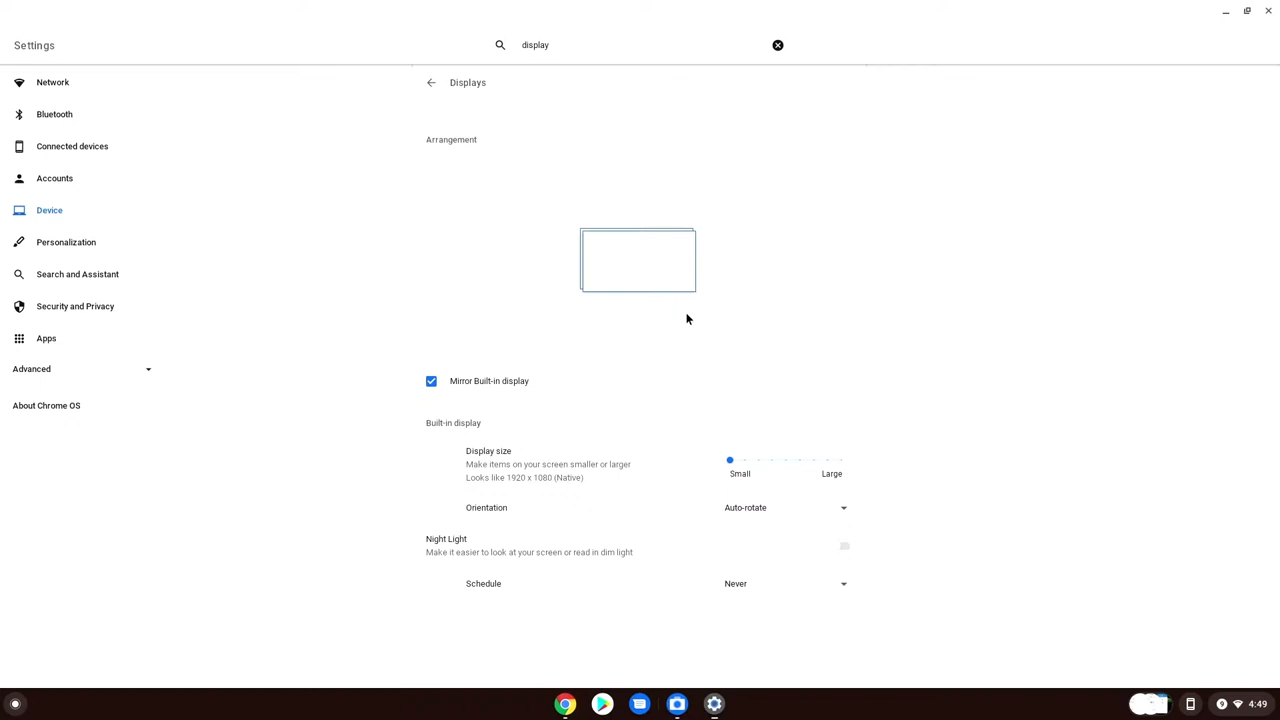 Settings
display
Network
Bluetooth
Connected devices
Accounts
Device
Personalization
Search and Assistant
Security and Privacy
Apps
Advanced
About Chrome OS
Displays
Arrangement
Mirror Built-in display
Built-in display
Display size
Make items on your screen smaller or larger
Looks like 1920 x 1080 (Native)
Small Large
Orientation Auto-rotate
Night Light
Make it easier to look at your screen or read in dim light
Schedule Never
9 4:49